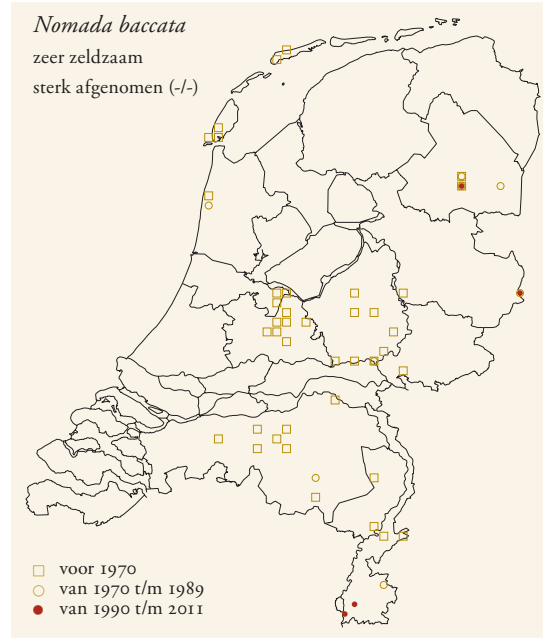 Nomada baccata
zeer zeldzaam
sterk afgenomen (-/-)
voor 1970
van 1970 t/m 1989
van 1990 t/m 2011